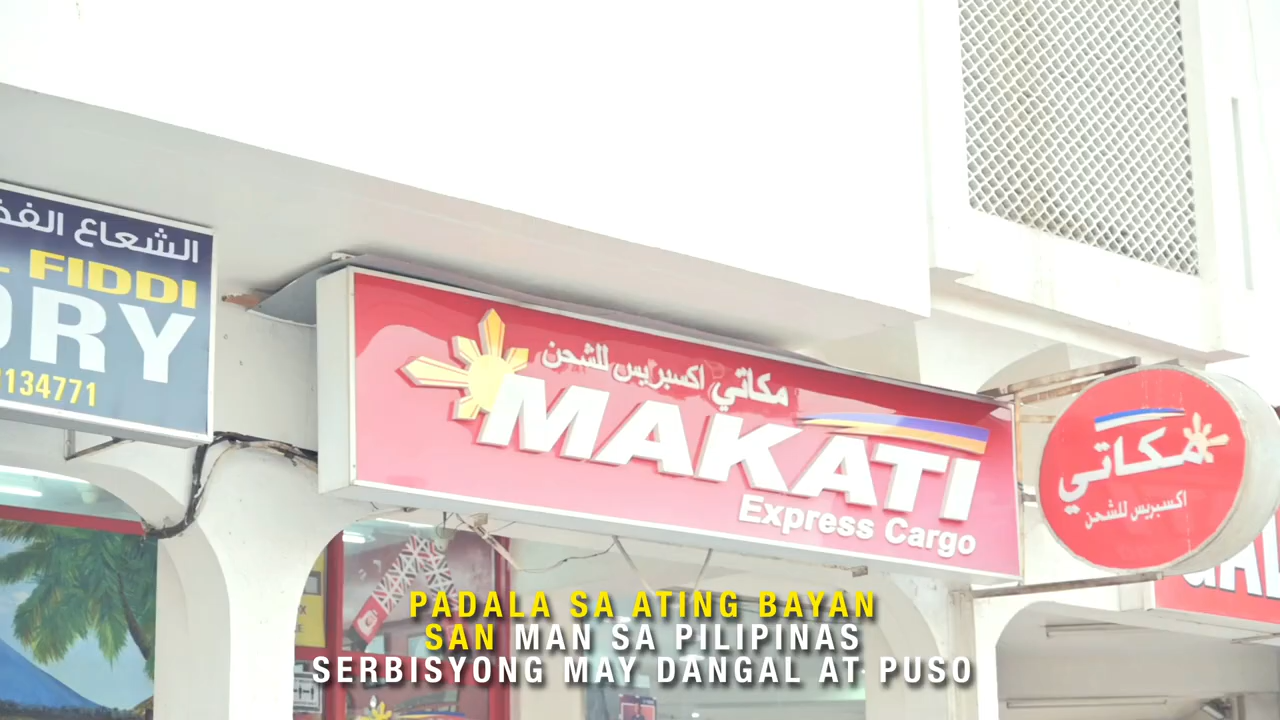 الشعاع
FIDDI
DRY
134771
مكاتي اكسبريس للشحن
MAKATI
Express Cargo
مكاتي
اكسبريس للشحن
PADALA SA ATING BAYAN
SAN MAN SA PILIPINAS
SERBISYONG MAY DANGAL AT PUSO